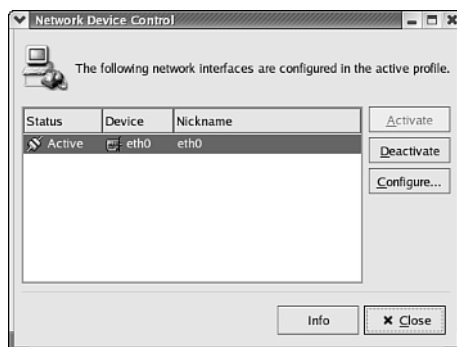 Network Device Control
The following network interfaces are configured in the active profile.
Status Device Nickname
Active eth0 eth0
Activate
Deactivate
Configure...
Info Close